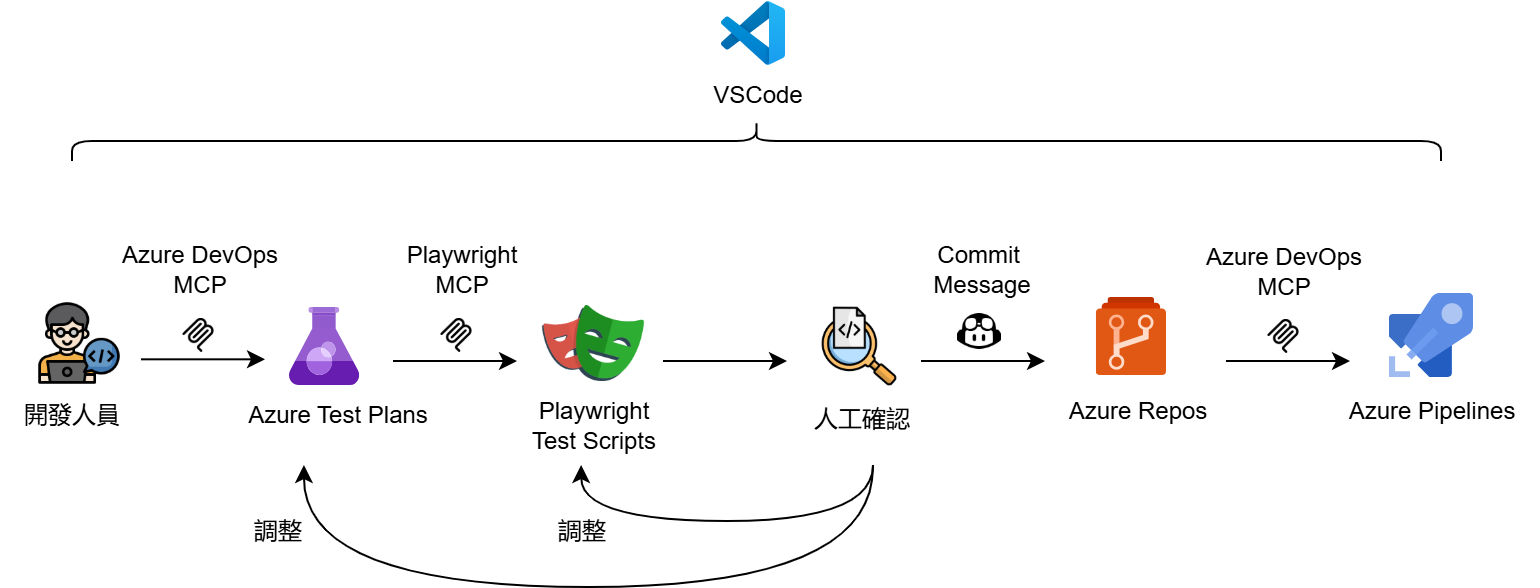 VSCode
Azure DevOps
MCP
Playwright
MCP
Commit
Message
Azure DevOps
MCP
開發人員
Azure Test Plans
Playwright
Test Scripts
人工確認
Azure Repos
Azure Pipelines
調整
調整